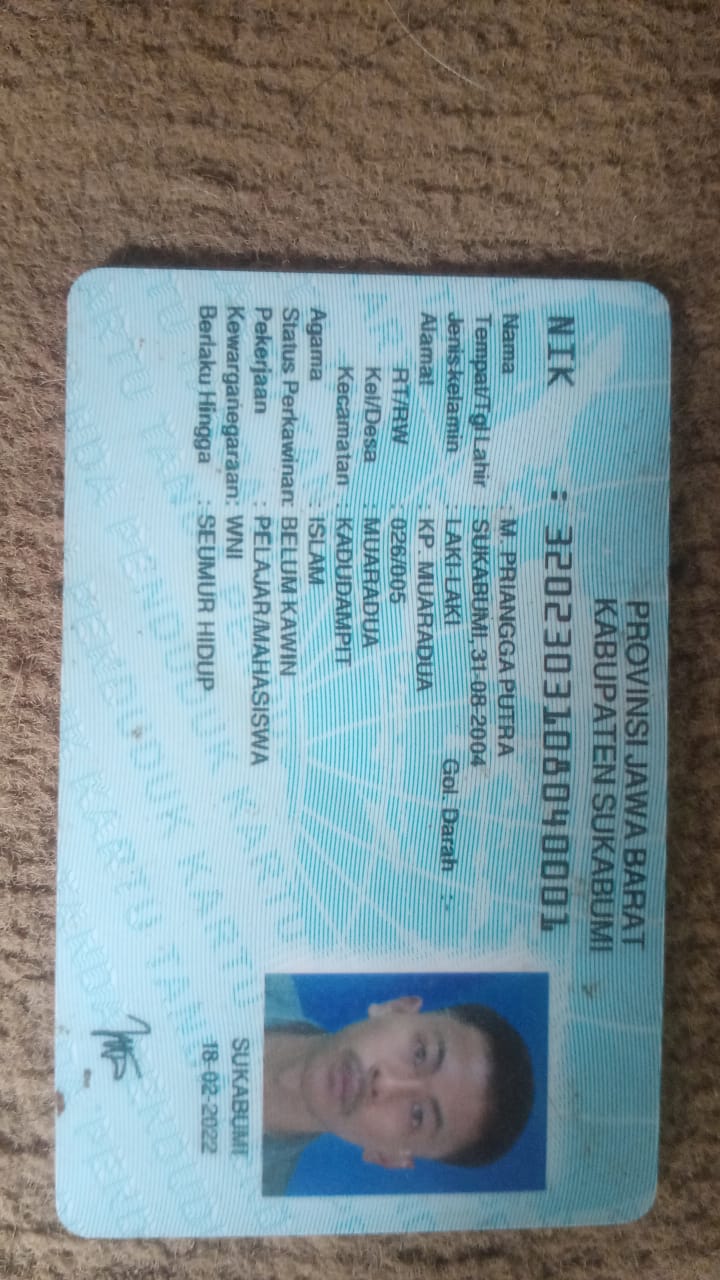 PROVINSI JAWA BARAT
KABUPATEN SUKABUMI
NIK : 3202303108040001
Nama : M. PRIANGGA PUTRA
Tempat/Tgl Lahir : SUKABUMI, 31-08-2004
Jenis kelamin : LAKI-LAKI Gol. Darah :-
Alamat : KP. MUARADUA
RT/RW : 026/005
Kel/Desa : MUARADUA
Kecamatan : KADUDAMPIT
Agama : ISLAM
Status Perkawinan: BELUM KAWIN
Pekerjaan : PELAJAR/MAHASISWA
Kewarganegaraan: WNI
Berlaku Hingga : SEUMUR HIDUP
SUKABUMI
18-02-2022